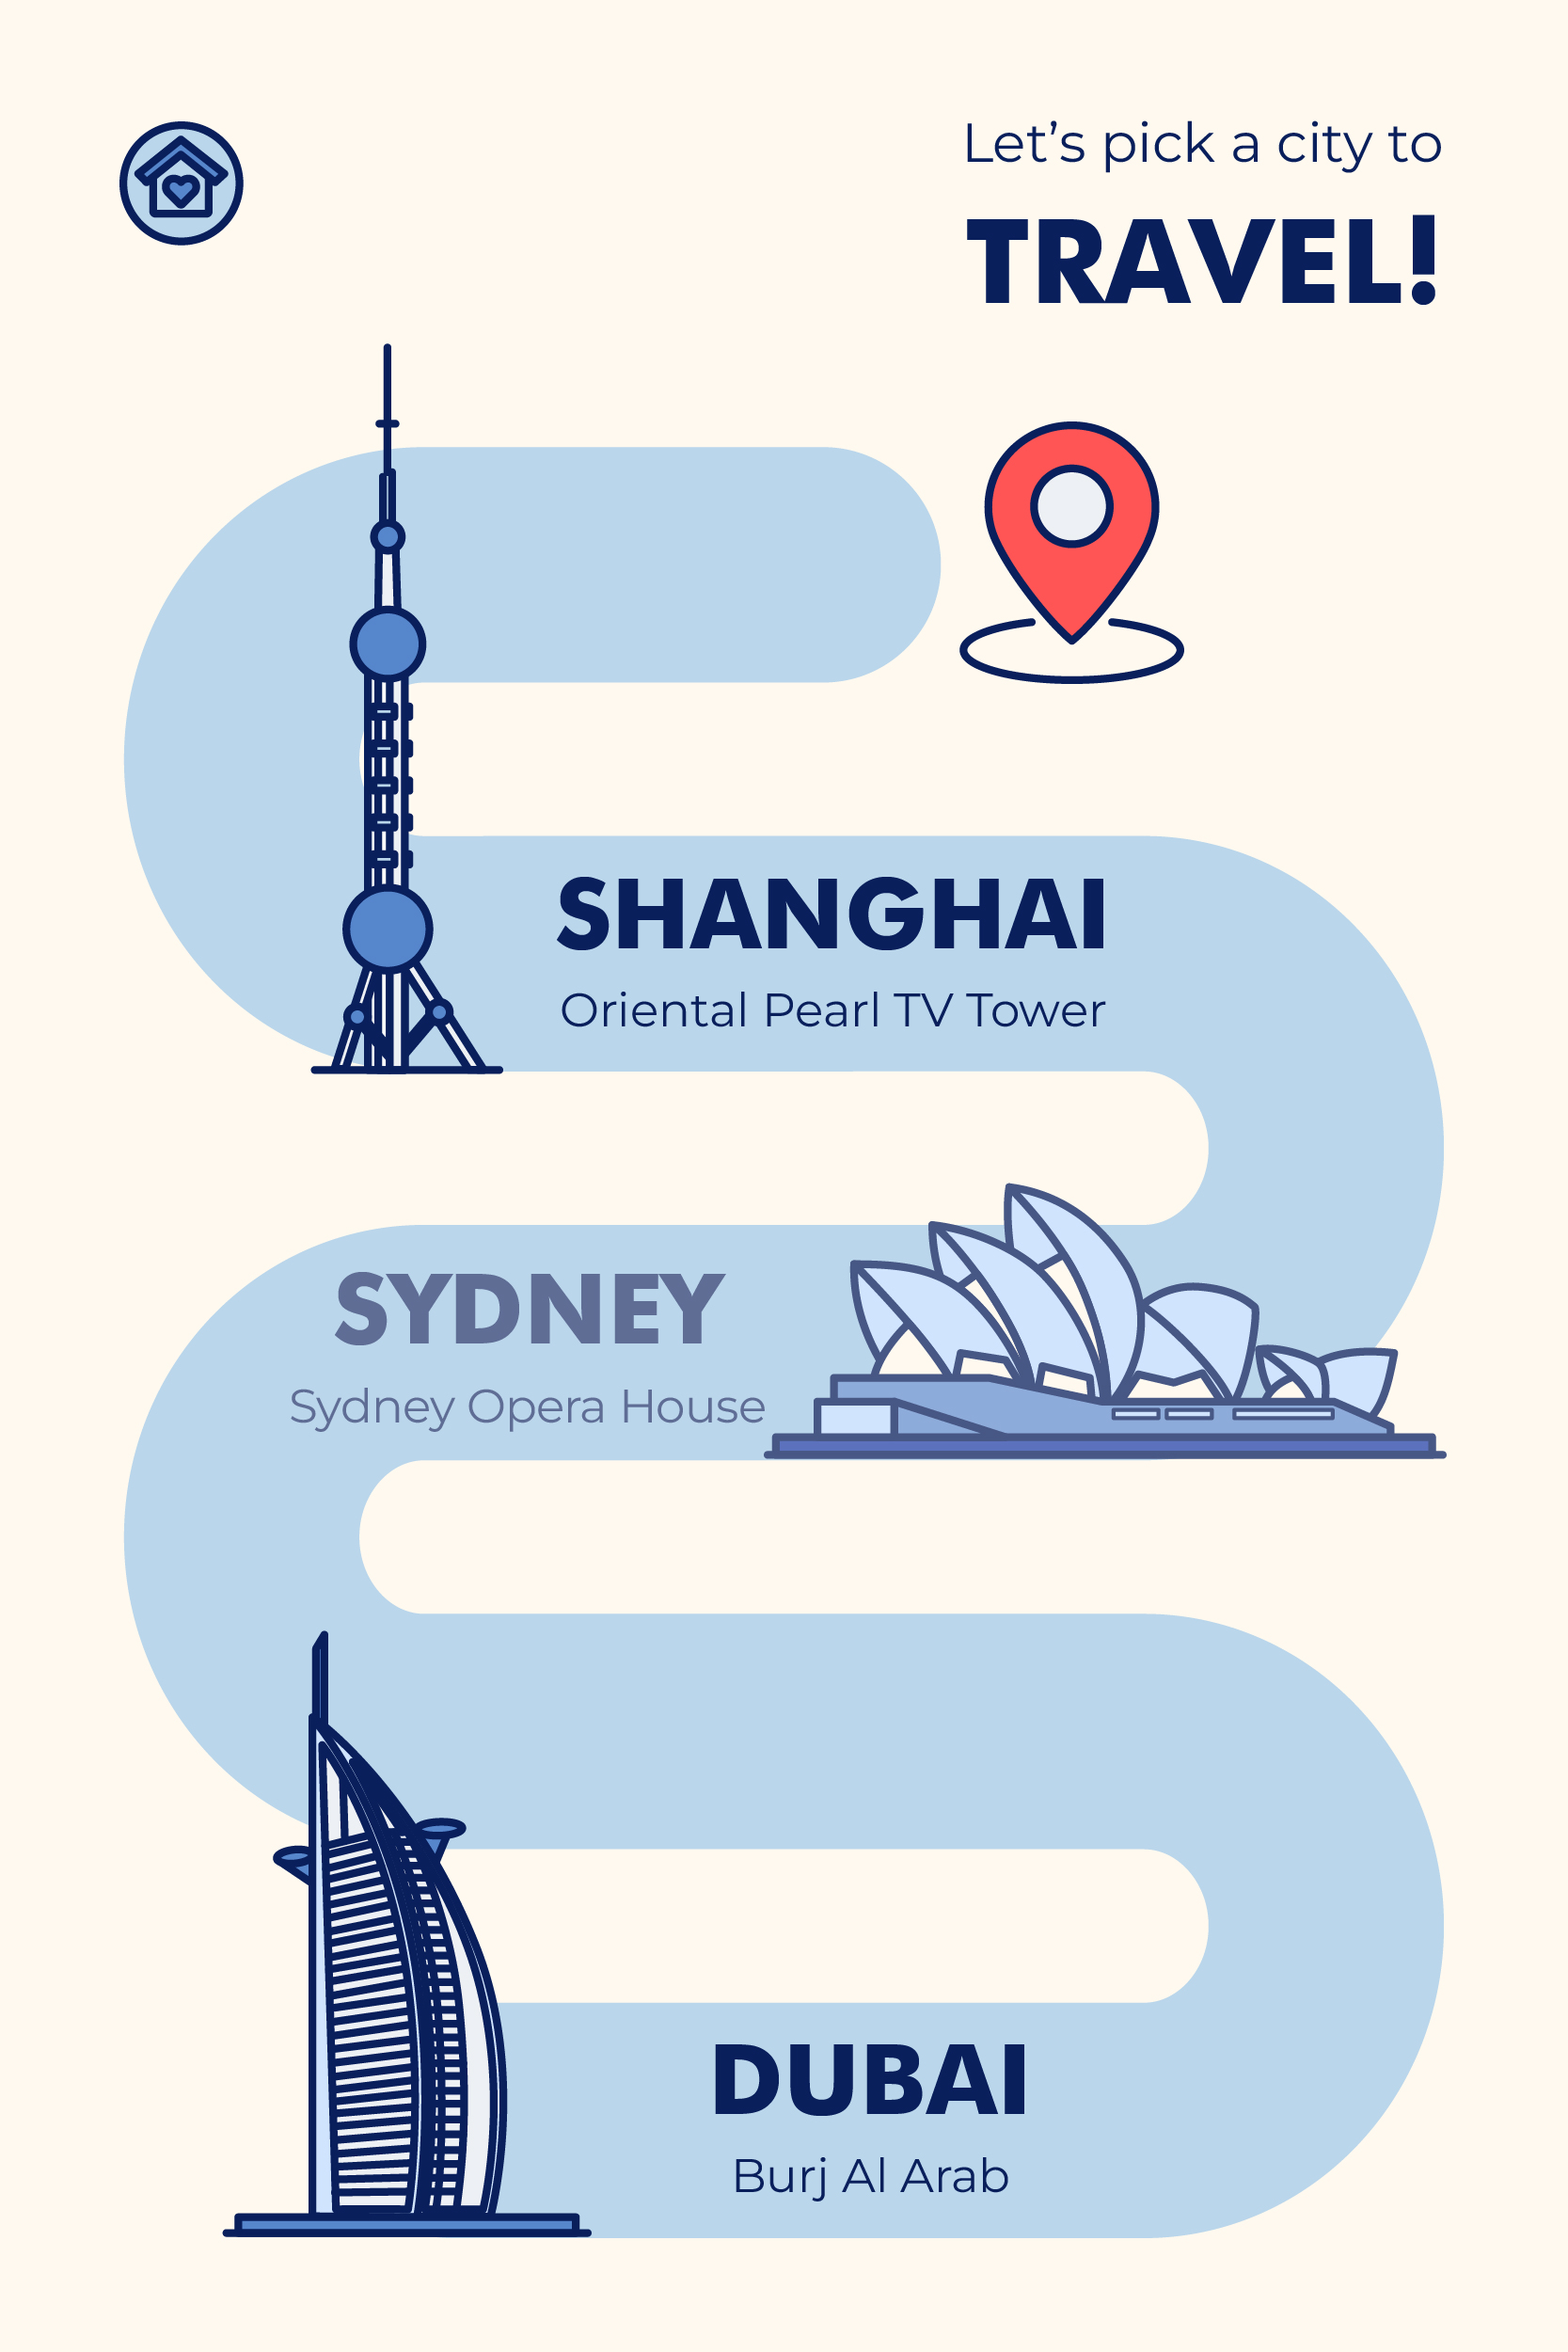 Let’s pick a city to
TRAVEL!
SHANGHAI
Oriental Pearl TV Tower
SYDNEY
Sydney Opera House
DUBAI
Burj Al Arab